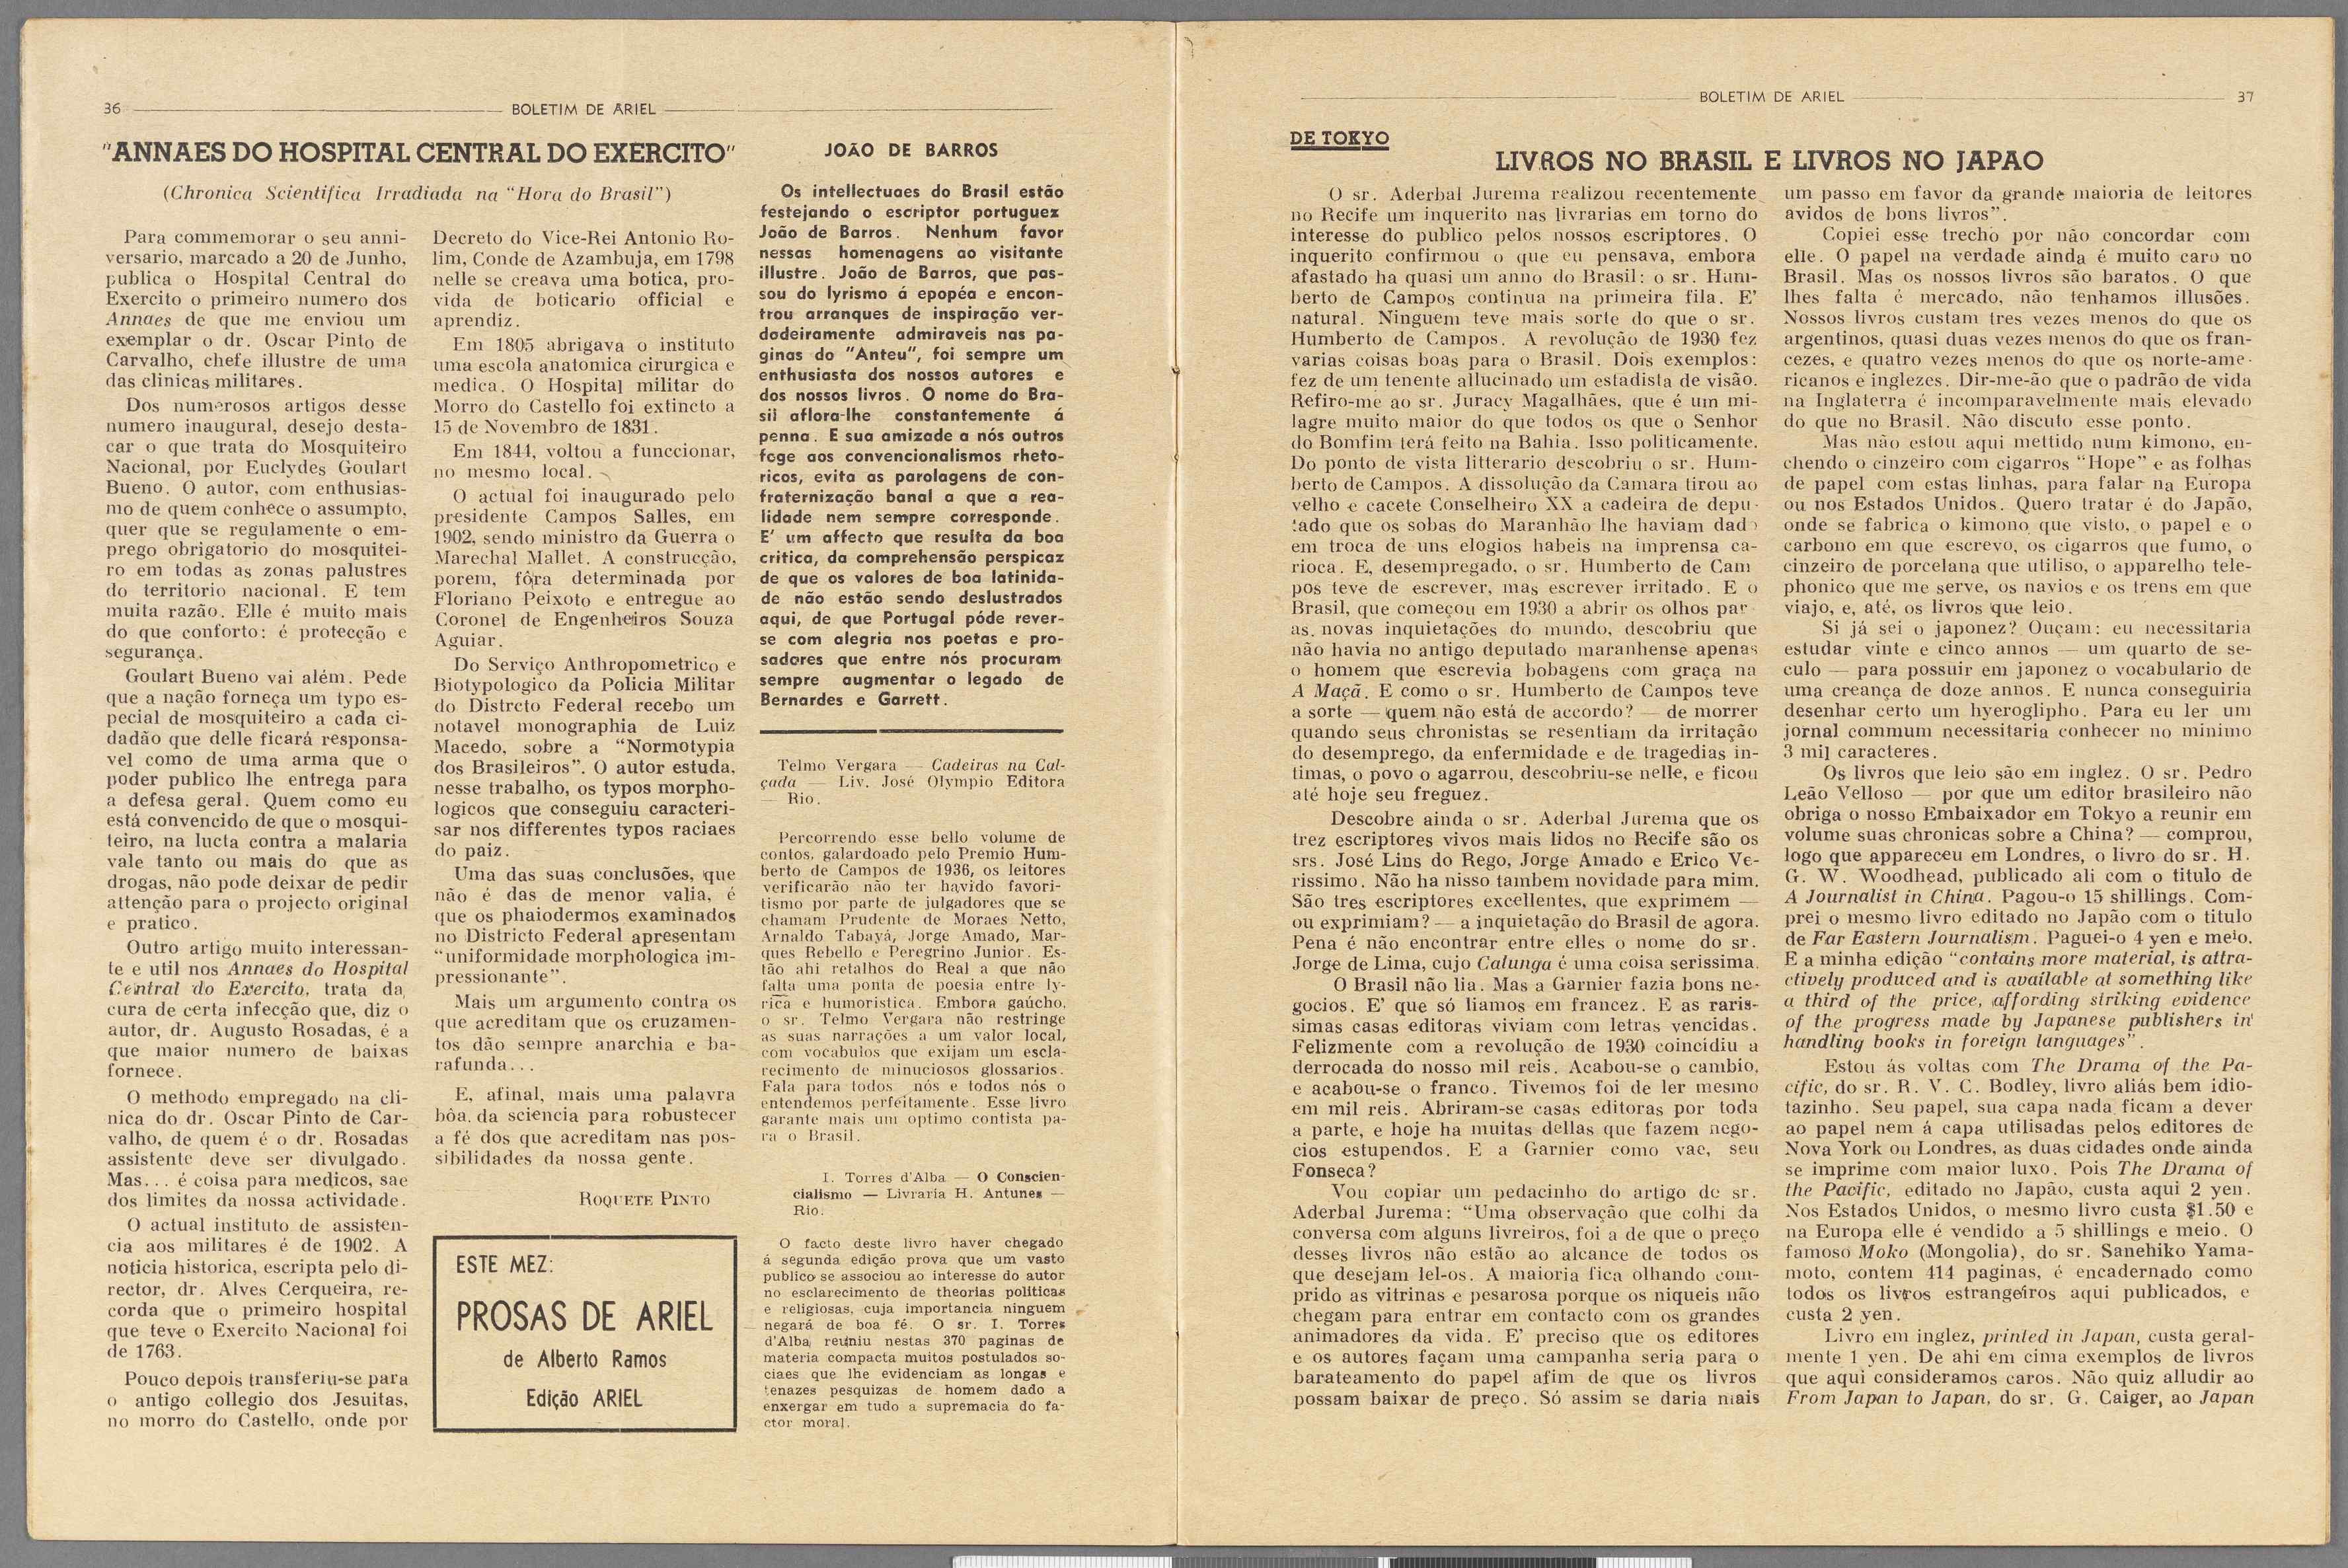 36
BOLETIM DE ARIEL
"ANNAES DO HOSPITAL CENTRAL DO EXERCITO"
(Chronica Scientifica Irradiada na "Hora do Brasil")
Para commemorar o seu anni-
versario, marcado a 20 de Junho,
publica o Hospital Central do
Exercito o primeiro numero dos
Annaes de que me enviou um
exemplar o dr. Oscar Pinto de
Carvalho, chefe illustre de uma
das clinicas militares.
Dos numerosos artigos desse
numero inaugural, desejo desta-
car o que trata do Mosquiteiro
Nacional, por Euclydes Goulart
Bueno. O autor, com enthusias-
mo de quem conhece o assumpto,
quer que se regulamente o em-
prego obrigatorio do mosquitei-
ro em todas as zonas palustres
do territorio nacional. E tem
muita razão. Elle é muito mais
do que conforto: é protecção e
segurança.
Goulart Bueno vai além. Pede
que a nação forneça um typo es-
pecial de mosquiteiro a cada ci-
dadão que delle ficará responsa-
vel como de uma arma que o
poder publico lhe entrega para
a defesa geral. Quem como eu
está convencido de que o mosqui-
teiro, na lucta contra a malaria
vale tanto ou mais do que as
drogas, não pode deixar de pedir
attenção para o projecto original
e pratico.
Outro artigo muito interessan-
te e util nos Annaes do Hospital
Central do Exercito, trata da
cura de certa infecção que, diz o
autor, dr. Augusto Rosadas, é a
que maior numero de baixas
fornece.
O methodo empregado na cli-
nica do dr. Oscar Pinto de Car-
valho, de quem é o dr. Rosadas
assistente deve ser divulgado.
Mas... é coisa para medicos, sae
dos limites da nossa actividade.
O actual instituto de assisten-
cia aos militares é de 1902. A
noticia historica, escripta pelo di-
rector, dr. Alves Cerqueira, re-
corda que o primeiro hospital
que teve o Exercito Nacional foi
de 1763.
Pouco depois transferiu-se para
o antigo collegio dos Jesuitas,
no morro do Castello, onde por
Decreto do Vice-Rei Antonio Ro-
lim, Conde de Azambuja, em 1798
nelle se creava uma botica, pro-
vida de boticario official e
aprendiz.
Em 1805 abrigava o instituto
uma escola anatomica cirurgica e
medica. O Hospital militar do
Morro do Castello foi extincto a
15 de Novembro de 1831.
Em 1844, voltou a funccionar,
no mesmo local.
O actual foi inaugurado pelo
presidente Campos Salles, em
1902, sendo ministro da Guerra o
Marechal Mallet. A construcção,
porem, fôra determinada por
Floriano Peixoto e entregue ao
Coronel de Engenheiros Souza
Aguiar.
Do Serviço Anthropometrico e
Biotypologico da Policia Militar
do Distrcto Federal recebo um
notavel monographia de Luiz
Macedo, sobre a "Normotypia
dos Brasileiros". O autor estuda,
nesse trabalho, os typos morpho-
logicos que conseguiu caracteri-
sar nos differentes typos raciaes
do paiz.
Uma das suas conclusões, que
não é das de menor valia, é
que os phaiodermos examinados
no Districto Federal apresentam
"uniformidade morphologica im-
pressionante".
Mais um argumento contra os
que acreditam que os cruzamen-
tos dão sempre anarchia e ba-
rafunda...
E, afinal, mais uma palavra
bôa da sciencia para robustecer
a fé dos que acreditam nas pos-
sibilidades da nossa gente.
ROQUETE PINTO
ESTE MEZ:
PROSAS DE ARIEL
de Alberto Ramos
Edição ARIEL
JOÃO DE BARROS
Os intellectuaes do Brasil estão
festejando o escriptor portuguez
João de Barros. Nenhum favor
nessas homenagens ao visitante
illustre. João de Barros, que pas-
sou do lyrismo á epopéa e encon-
trou arranques de inspiração ver-
dadeiramente admiraveis nas pa-
ginas do "Anteu", foi sempre um
enthusiasta dos nossos autores e
dos nossos livros. O nome do Bra-
sil aflora-lhe constantemente á
penna. E sua amizade a nós outros
foge aos convencionalismos rheto-
ricos, evita as parolagens de con-
fraternização banal a que a rea-
lidade nem sempre corresponde.
E' um affecto que resulta da boa
critica, da comprehensão perspicaz
de que os valores de boa latinida-
de não estão sendo deslustrados
aqui, de que Portugal póde rever-
se com alegria nos poetas e pro-
sadores que entre nós procuram
sempre augmentar o legado de
Bernardes e Garrett.
Telmo Vergara — Cadeiras na Cal-
çada — Liv. José Olympio Editora
— Rio.
Percorrendo esse bello volume de
contos, galardoado pelo Premio Hum-
berto de Campos de 1936, os leitores
verificarão não ter havido favori-
tismo por parte de julgadores que se
chamam Prudente de Moraes Netto,
Arnaldo Tabayá, Jorge Amado, Mar-
ques Rebello e Peregrino Junior. Es-
tão ahi retalhos do Real a que não
falta uma ponta de poesia entre ly-
rica e humoristica. Embora gaúcho,
o sr. Telmo Vergara não restringe
as suas narrações a um valor local,
com vocabulos que exijam um escla-
recimento de minuciosos glossarios.
Fala para todos nós e todos nós o
entendemos perfeitamente. Esse livro
garante mais um optimo contista pa-
ra o Brasil.
I. Torres d'Alba — O Conscien-
cialismo — Livraria H. Antunes —
Rio.
O facto deste livro haver chegado
á segunda edição prova que um vasto
publico se associou ao interesse do autor
no esclarecimento de theorias politicas
e religiosas, cuja importancia ninguem
negará de boa fé. O sr. I. Torres
d'Alba reuniu nestas 370 paginas de
materia compacta muitos postulados so-
ciaes que lhe evidenciam as longas e
tenazes pesquizas de homem dado a
enxergar em tudo a supremacia do fa-
ctor moral.
BOLETIM DE ARIEL
37
DE TOKYO
LIVROS NO BRASIL E LIVROS NO JAPAO
O sr. Aderbal Jurema realizou recentemente
no Recife um inquerito nas livrarias em torno do
interesse do publico pelos nossos escriptores. O
inquerito confirmou o que eu pensava, embora
afastado ha quasi um anno do Brasil: o sr. Hum-
berto de Campos continua na primeira fila. E'
natural. Ninguem teve mais sorte do que o sr.
Humberto de Campos. A revolução de 1930 fez
varias coisas boas para o Brasil. Dois exemplos:
fez de um tenente allucinado um estadista de visão.
Refiro-me ao sr. Juracy Magalhães, que é um mi-
lagre muito maior do que todos os que o Senhor
do Bomfim terá feito na Bahia. Isso politicamente.
Do ponto de vista litterario descobriu o sr. Hum-
berto de Campos. A dissolução da Camara tirou ao
velho e cacete Conselheiro XX a cadeira de depu-
tado que os sobas do Maranhão lhe haviam dado
em troca de uns elogios habeis na imprensa ca-
rioca. E, desempregado, o sr. Humberto de Cam
pos teve de escrever, mas escrever irritado. E o
Brasil, que começou em 1930 a abrir os olhos par
as novas inquietações do mundo, descobriu que
não havia no antigo deputado maranhense apenas
o homem que escrevia bobagens com graça na
A Maçã. E como o sr. Humberto de Campos teve
a sorte — quem não está de accordo? — de morrer
quando seus chronistas se resentiam da irritação
do desemprego, da enfermidade e de tragedias in-
timas, o povo o agarrou, descobriu-se nelle, e ficou
até hoje seu freguez.
Descobre ainda o sr. Aderbal Jurema que os
trez escriptores vivos mais lidos no Recife são os
srs. José Lins do Rego, Jorge Amado e Erico Ve-
rissimo. Não ha nisso tambem novidade para mim.
São tres escriptores excellentes, que exprimem —
ou exprimiam? — a inquietação do Brasil de agora.
Pena é não encontrar entre elles o nome do sr.
Jorge de Lima, cujo Calunga é uma coisa serissima.
O Brasil não lia. Mas a Garnier fazia bons ne-
gocios. E' que só liamos em francez. E as raris-
simas casas editoras viviam com letras vencidas.
Felizmente com a revolução de 1930 coincidiu a
derrocada do nosso mil reis. Acabou-se o cambio,
e acabou-se o franco. Tivemos foi de ler mesmo
em mil reis. Abriram-se casas editoras por toda
a parte, e hoje ha muitas dellas que fazem nego-
cios estupendos. E a Garnier como vae, seu
Fonseca?
Vou copiar um pedacinho do artigo de sr.
Aderbal Jurema: "Uma observação que colhi da
conversa com alguns livreiros, foi a de que o preço
desses livros não estão ao alcance de todos os
que desejam lel-os. A maioria fica olhando com-
prido as vitrinas e pesarosa porque os niqueis não
chegam para entrar em contacto com os grandes
animadores da vida. E' preciso que os editores
e os autores façam uma campanha seria para o
barateamento do papel afim de que os livros
possam baixar de preço. Só assim se daria mais
um passo em favor da grande maioria de leitores
avidos de bons livros".
Copiei esse trecho por não concordar com
elle. O papel na verdade ainda é muito caro no
Brasil. Mas os nossos livros são baratos. O que
lhes falta é mercado, não tenhamos illusões.
Nossos livros custam tres vezes menos do que os
argentinos, quasi duas vezes menos do que os fran-
cezes, e quatro vezes menos do que os norte-ame-
ricanos e inglezes. Dir-me-ão que o padrão de vida
na Inglaterra é incomparavelmente mais elevado
do que no Brasil. Não discuto esse ponto.
Mas não estou aqui mettido num kimono, en-
chendo o cinzeiro com cigarros "Hope" e as folhas
de papel com estas linhas, para falar na Europa
ou nos Estados Unidos. Quero tratar é do Japão,
onde se fabrica o kimono que visto, o papel e o
carbono em que escrevo, os cigarros que fumo, o
cinzeiro de porcelana que utiliso, o apparelho tele-
phonico que me serve, os navios e os trens em que
viajo, e, até, os livros que leio.
Si já sei o japonez? Ouçam: eu necessitaria
estudar vinte e cinco annos — um quarto de se-
culo — para possuir em japonez o vocabulario de
uma creança de doze annos. E nunca conseguiria
desenhar certo um hyeroglipho. Para eu ler um
jornal commum necessitaria conhecer no minimo
3 mil caracteres.
Os livros que leio são em inglez. O sr. Pedro
Leão Velloso — por que um editor brasileiro não
obriga o nosso Embaixador em Tokyo a reunir em
volume suas chronicas sobre a China? — comprou,
logo que appareceu em Londres, o livro do sr. H.
G. W. Woodhead, publicado ali com o titulo de
A Journalist in China. Pagou-o 15 shillings. Com-
prei o mesmo livro editado no Japão com o titulo
de Far Eastern Journalism. Paguei-o 4 yen e meio.
E a minha edição "contains more material, is attra-
ctively produced and is available at something like
a third of the price, affording striking evidence
of the progress made by Japanese publishers in
handling books in foreign languages".
Estou ás voltas com The Drama of the Pa-
cific, do sr. R. V. C. Bodley, livro aliás bem idio-
tazinho. Seu papel, sua capa nada ficam a dever
ao papel nem á capa utilisadas pelos editores de
Nova York ou Londres, as duas cidades onde ainda
se imprime com maior luxo. Pois The Drama of
the Pacific, editado no Japão, custa aqui 2 yen.
Nos Estados Unidos, o mesmo livro custa $1.50 e
na Europa elle é vendido a 5 shillings e meio. O
famoso Moko (Mongolia), do sr. Sanehiko Yama-
moto, contem 414 paginas, é encadernado como
todos os livros estrangeiros aqui publicados, e
custa 2 yen.
Livro em inglez, printed in Japan, custa geral-
mente 1 yen. De ahi em cima exemplos de livros
que aqui consideramos caros. Não quiz alludir ao
From Japan to Japan, do sr. G. Caiger, ao Japan